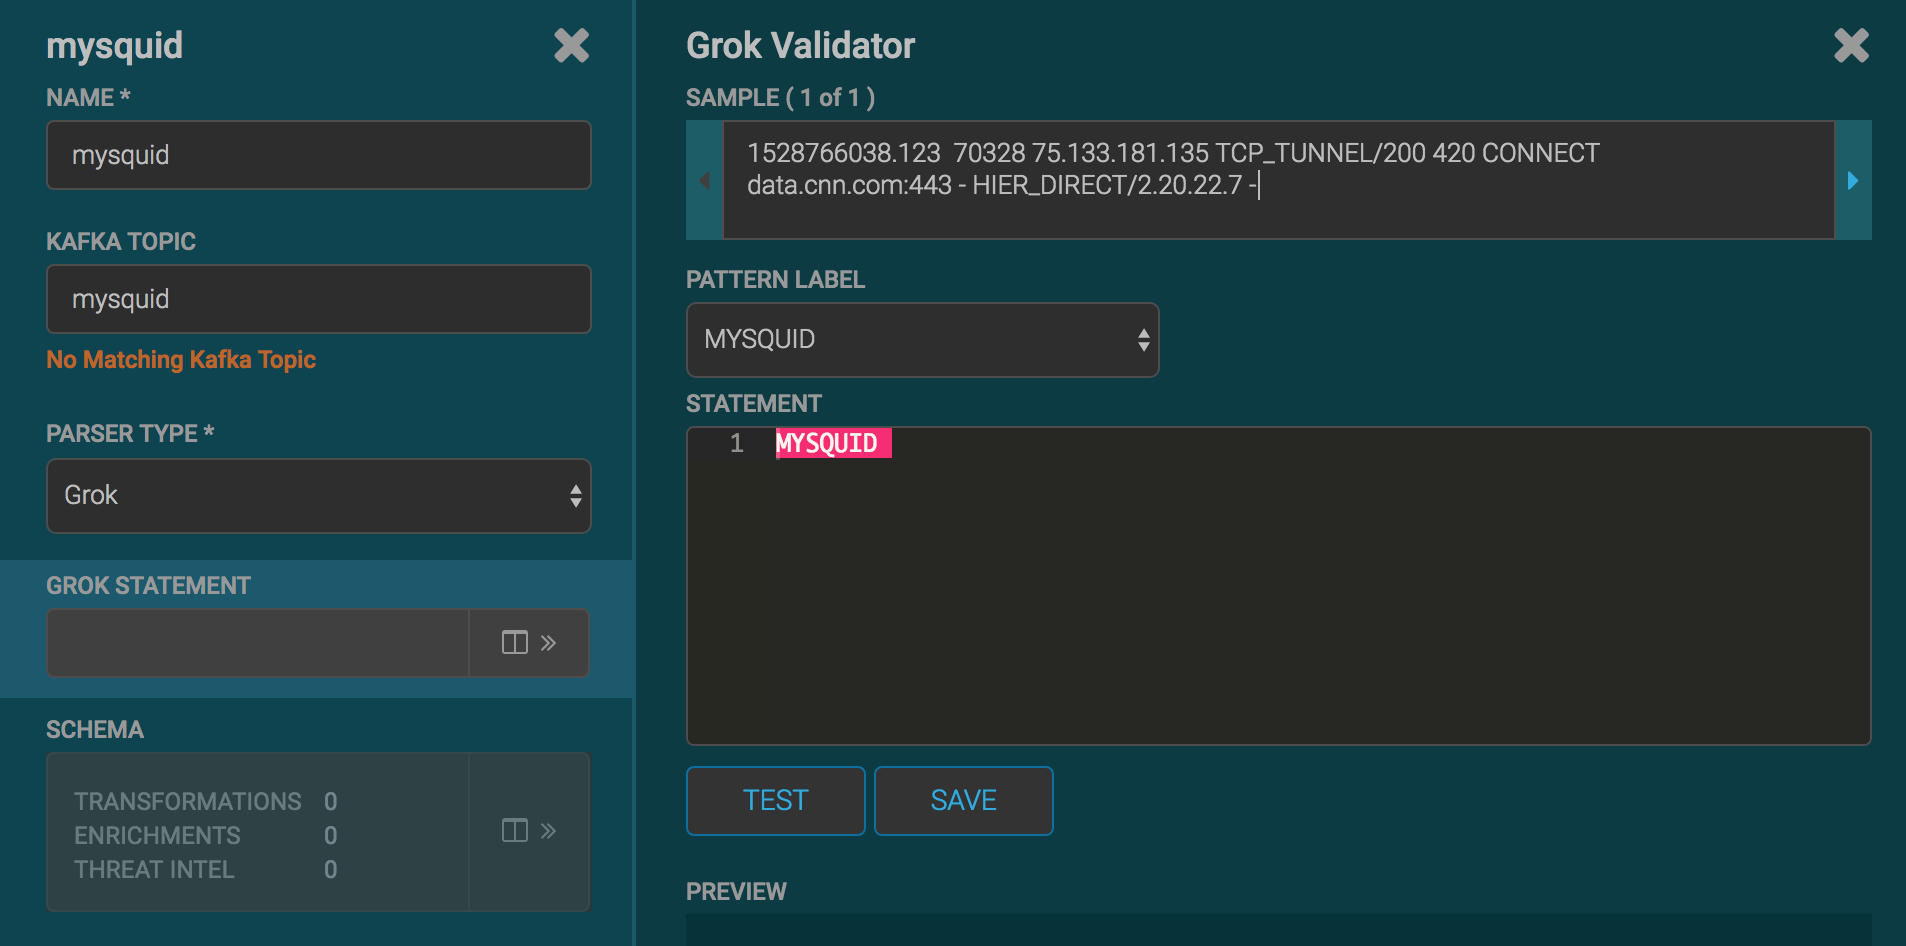 mysquid
NAME *
mysquid
KAFKA TOPIC
mysquid
No Matching Kafka Topic
PARSER TYPE *
Grok
GROK STATEMENT
SCHEMA
TRANSFORMATIONS 0
ENRICHMENTS 0
THREAT INTEL 0
Grok Validator
SAMPLE ( 1 of 1 )
1528766038.123  70328 75.133.181.135 TCP_TUNNEL/200 420 CONNECT
data.cnn.com:443 - HIER_DIRECT/2.20.22.7 -
PATTERN LABEL
MYSQUID
STATEMENT
1 MYSQUID
TEST SAVE
PREVIEW